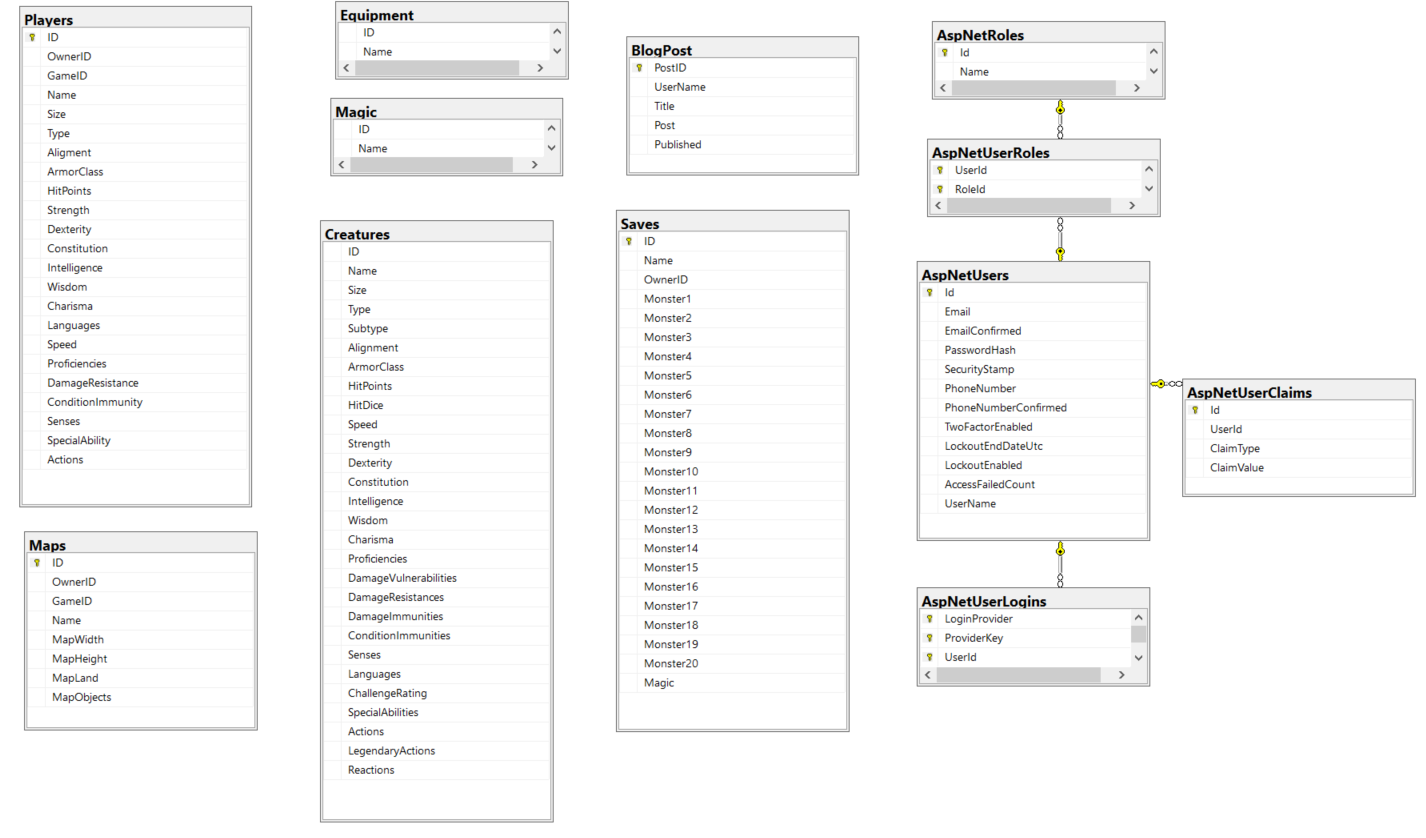 Players
ID
OwnerID
GameID
Name
Size
Type
Aligment
ArmorClass
HitPoints
Strength
Dexterity
Constitution
Intelligence
Wisdom
Charisma
Languages
Speed
Proficiencies
DamageResistance
ConditionImmunity
Senses
SpecialAbility
Actions
Maps
ID
OwnerID
GameID
Name
MapWidth
MapHeight
MapLand
MapObjects
Equipment
ID
Name
Magic
ID
Name
Creatures
ID
Name
Size
Type
Subtype
Alignment
ArmorClass
HitPoints
HitDice
Speed
Strength
Dexterity
Constitution
Intelligence
Wisdom
Charisma
Proficiencies
DamageVulnerabilities
DamageResistances
DamageImmunities
ConditionImmunities
Senses
Languages
ChallengeRating
SpecialAbilities
Actions
LegendaryActions
Reactions
BlogPost
PostID
UserName
Title
Post
Published
Saves
ID
Name
OwnerID
Monster1
Monster2
Monster3
Monster4
Monster5
Monster6
Monster7
Monster8
Monster9
Monster10
Monster11
Monster12
Monster13
Monster14
Monster15
Monster16
Monster17
Monster18
Monster19
Monster20
Magic
AspNetRoles
Id
Name
AspNetUserRoles
UserId
RoleId
AspNetUsers
Id
Email
EmailConfirmed
PasswordHash
SecurityStamp
PhoneNumber
PhoneNumberConfirmed
TwoFactorEnabled
LockoutEndDateUtc
LockoutEnabled
AccessFailedCount
UserName
AspNetUserClaims
Id
UserId
ClaimType
ClaimValue
AspNetUserLogins
LoginProvider
ProviderKey
UserId